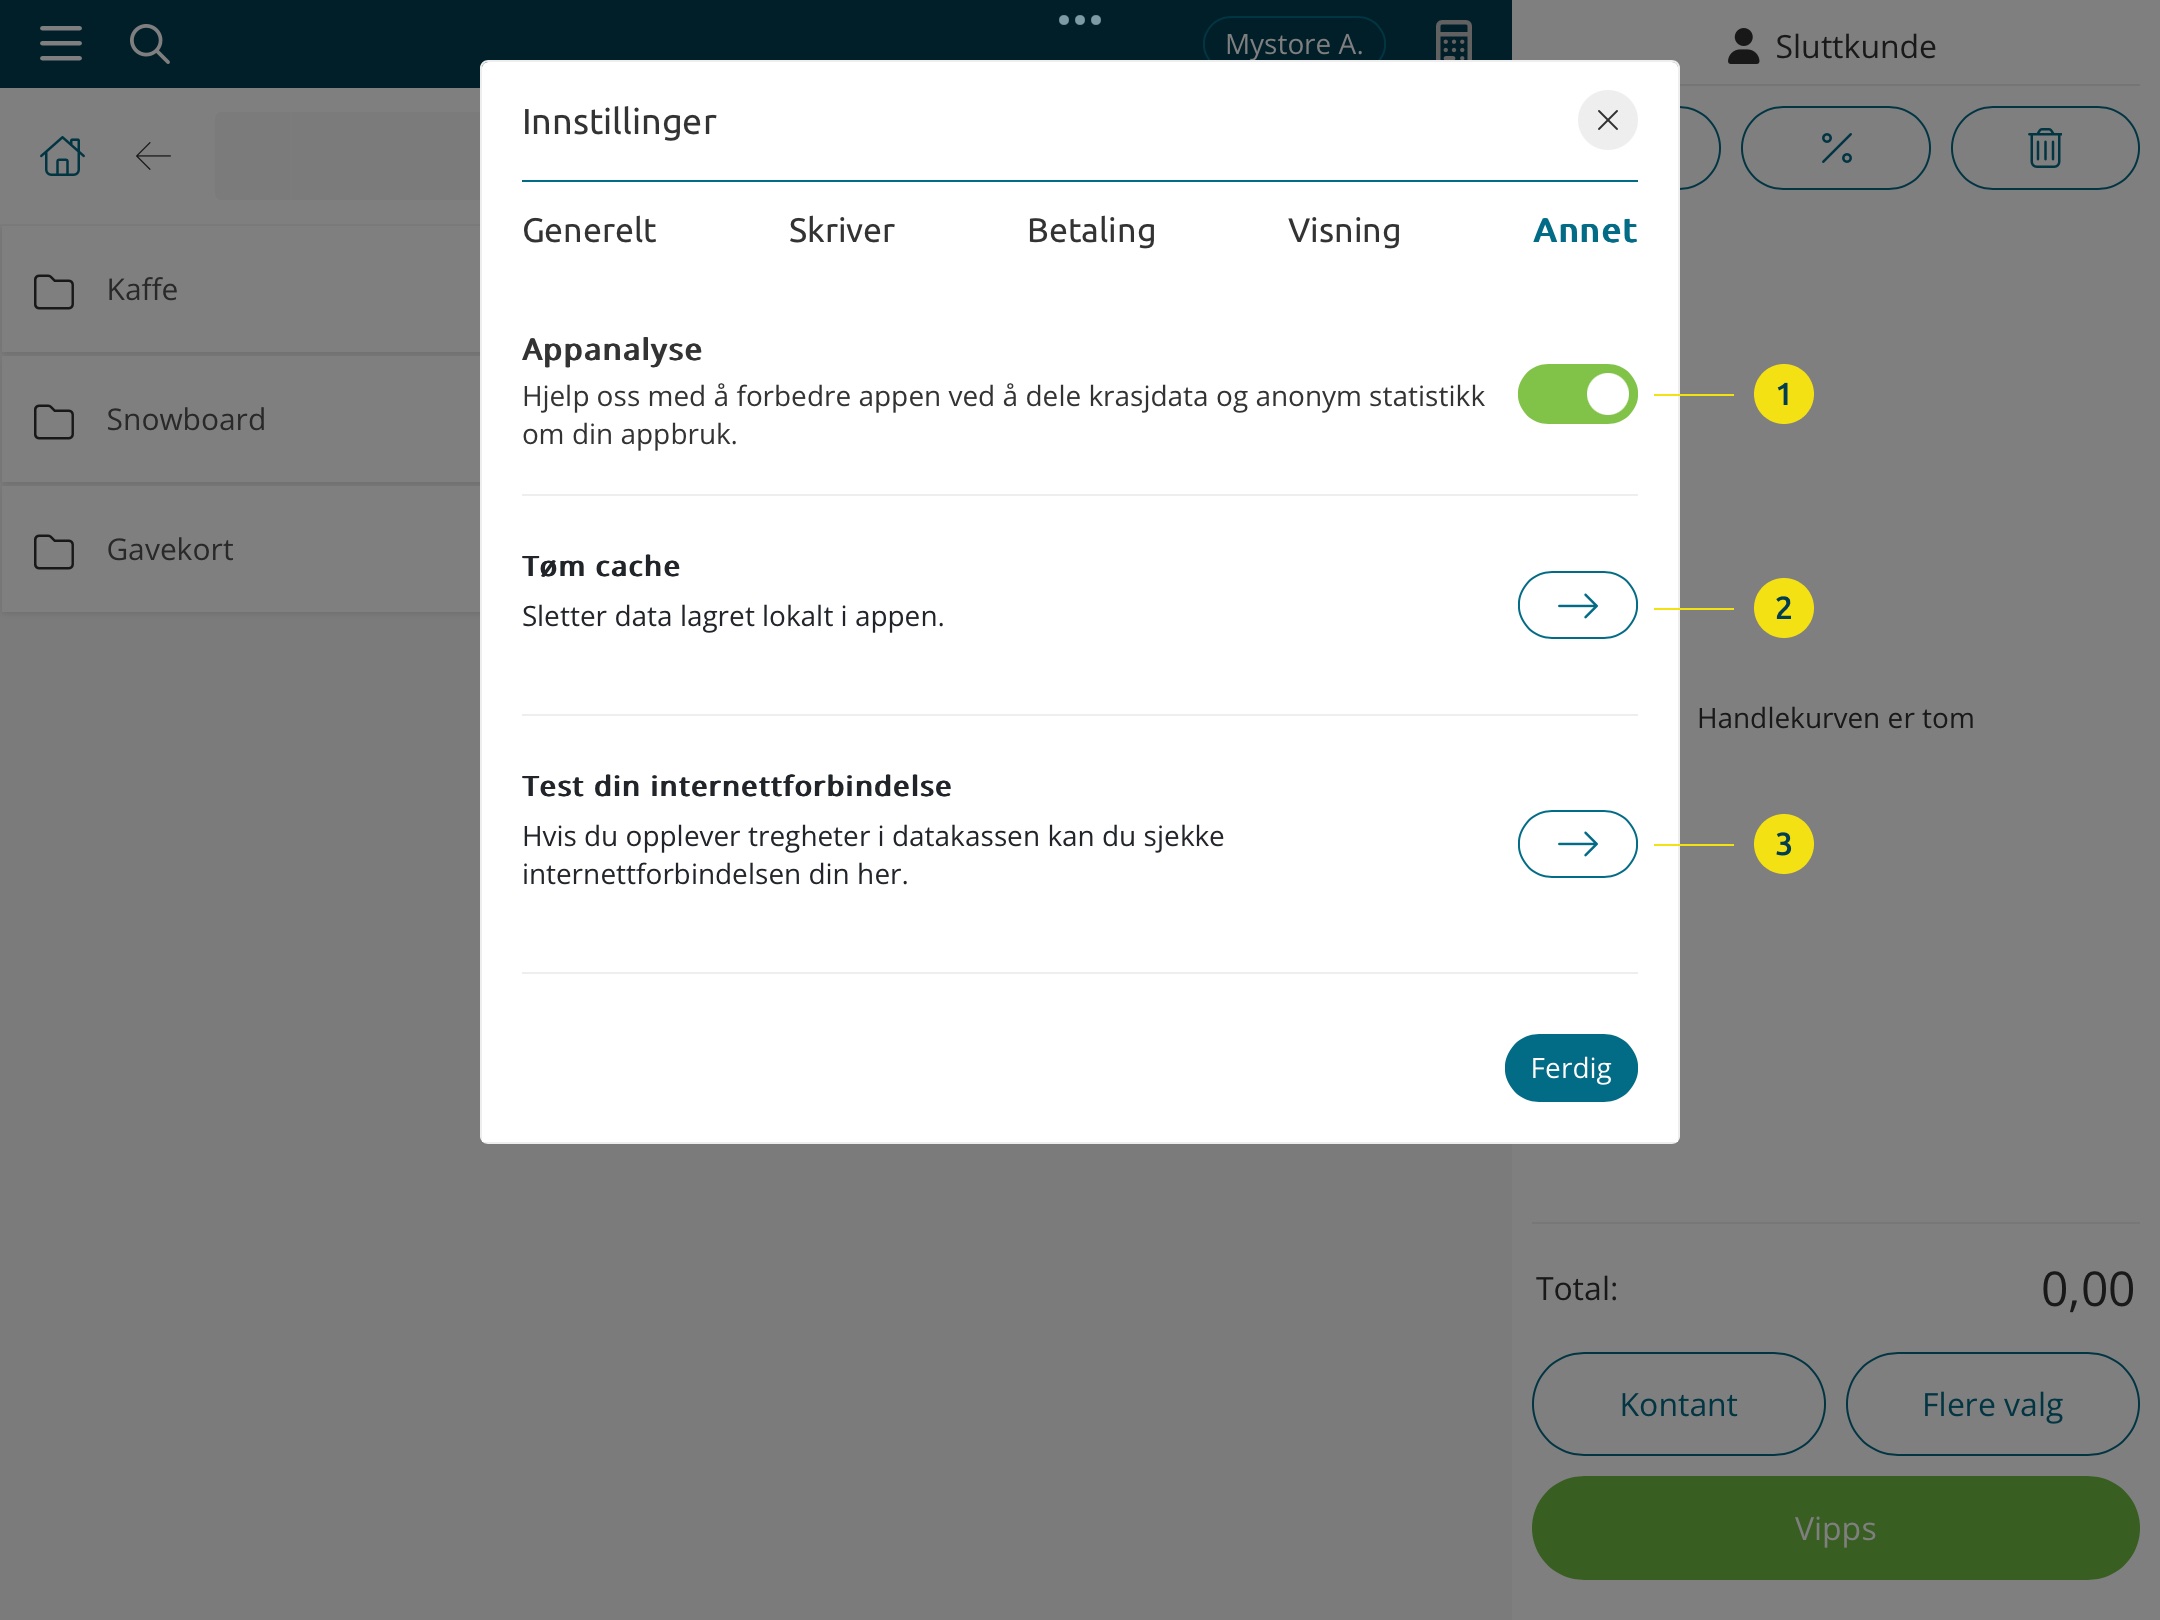 Mystore A.
Sluttkunde
Innstillinger
Generelt
Skriver
Betaling
Visning
Annet
Kaffe
Snowboard
Gavekort
Appanalyse
Hjelp oss med å forbedre appen ved å dele krasjdata og anonym statistikk
om din appbruk.
1
Tøm cache
Sletter data lagret lokalt i appen.
2
Handlekurven er tom
Test din internettforbindelse
Hvis du opplever tregheter i datakassen kan du sjekke
internettforbindelsen din her.
3
Ferdig
Total:
0,00
Kontant
Flere valg
Vipps